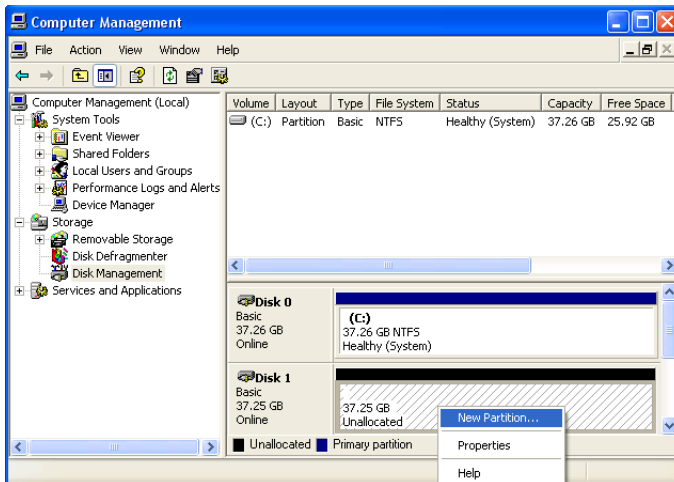 Computer Management
File Action View Window Help
Computer Management (Local)
System Tools
Event Viewer
Shared Folders
Local Users and Groups
Performance Logs and Alerts
Device Manager
Storage
Removable Storage
Disk Defragmenter
Disk Management
Services and Applications
Volume Layout Type File System Status Capacity Free Space
(C:) Partition Basic NTFS Healthy (System) 37.26 GB 25.92 GB
Disk 0
Basic
37.26 GB
Online
(C:)
37.26 GB NTFS
Healthy (System)
Disk 1
Basic
37.25 GB
Online
37.25 GB
Unallocated
New Partition...
Properties
Help
Unallocated Primary partition